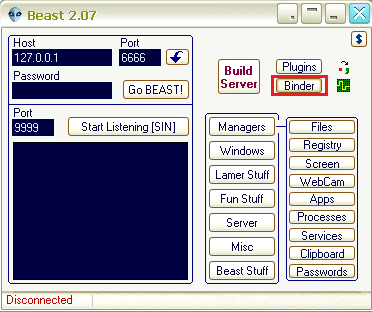 Beast 2.07
Host Port
127.0.0.1 6666
Password
Go BEAST!
Port
9999 Start Listening [SIN]
Build Server
Plugins
Binder
$
Managers
Windows
Lamer Stuff
Fun Stuff
Server
Misc
Beast Stuff
Files
Registry
Screen
WebCam
Apps
Processes
Services
Clipboard
Passwords
Disconnected